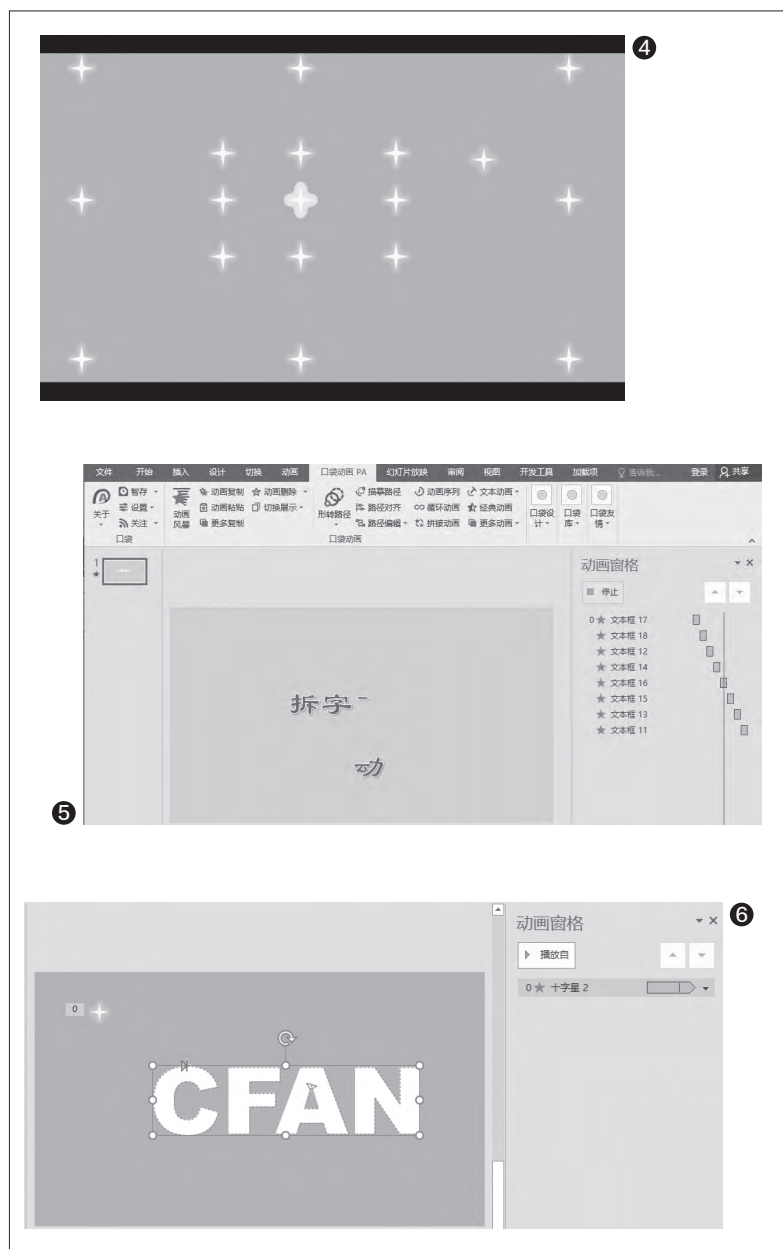 ❹
文件 开始 插入 设计 切换 动画 口袋动画 PA 幻灯片放映 审阅 视图 开发工具 加载项 告诉我... 登录 共享
智存 动画复制 动画删除 描摹路径 动画序列 文本动画
关于 设置 动画风暴 动画粘贴 切换展示 形转路径 路径对齐 循环动画 经典动画 口袋设计 口袋库 口袋友情
关注 更多复制 路径编辑 拼接动画 更多动画
口袋 口袋动画
1
动画窗格
停止
0 文本框 17
文本框 18
文本框 12
文本框 14
文本框 16
文本框 15
文本框 13
文本框 11
拆字
动
❺
动画窗格
❻
播放自
0 十字星 2
0
CFAN